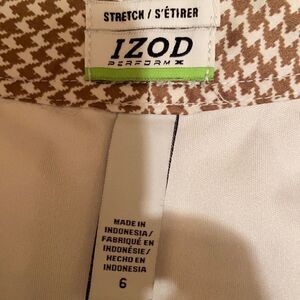 STRETCH / S'ÉTIRER
IZOD
PERFORM X
MADE IN
INDONESIA/
FABRIQUÉ EN
INDONÉSIE/
HECHO EN
INDONESIA
6